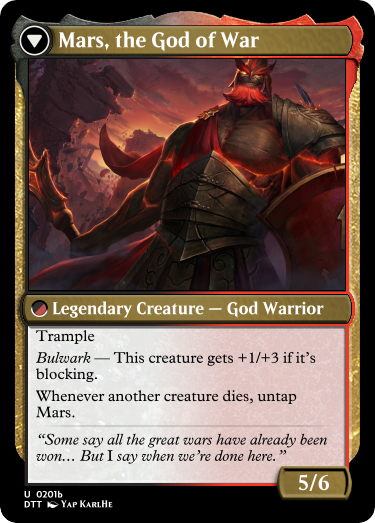 Mars, the God of War
Legendary Creature — God Warrior
Trample
Bulwark — This creature gets +1/+3 if it's
blocking.
Whenever another creature dies, untap
Mars.
“Some say all the great wars have already been
won… But I say when we’re done here.”
5/6
U 0201b
DTT Yap KarlHe